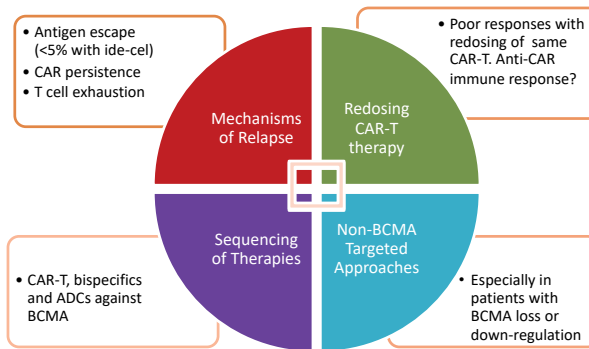 • Antigen escape
(<5% with ide-cel)
• CAR persistence
• T cell exhaustion
• Poor responses with
redosing of same
CAR-T. Anti-CAR
immune response?
Mechanisms
of Relapse
Redosing
CAR-T
therapy
Sequencing
of Therapies
Non-BCMA
Targeted
Approaches
• CAR-T, bispecifics
and ADCs against
BCMA
• Especially in
patients with
BCMA loss or
down-regulation